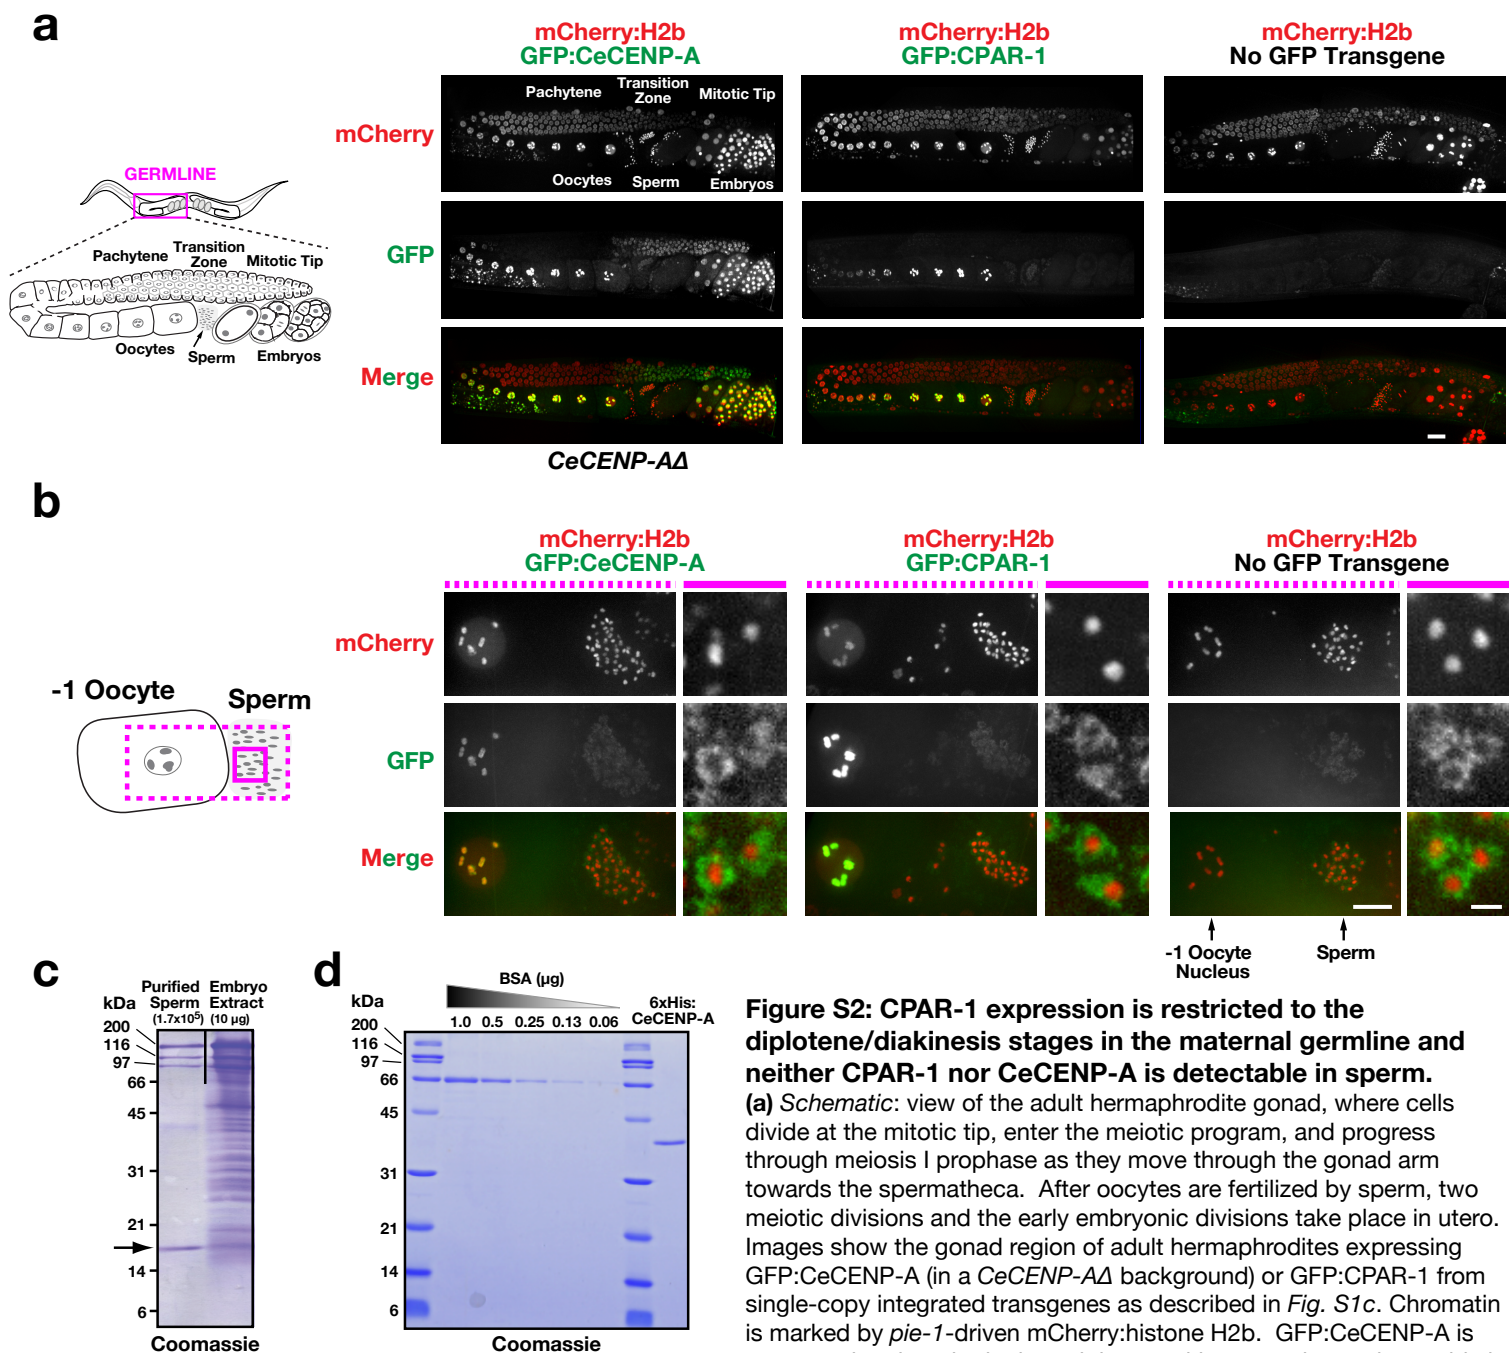 a
mCherry:H2b
GFP:CeCENP-A
mCherry:H2b
GFP:CPAR-1
mCherry:H2b
No GFP Transgene
Pachytene
Transition
Zone
Mitotic Tip
mCherry
Oocytes
Sperm
Embryos
GFP
Merge
CeCENP-AΔ
GERMLINE
Pachytene
Transition
Zone
Mitotic Tip
Oocytes
Sperm
Embryos
b
mCherry:H2b
GFP:CeCENP-A
mCherry:H2b
GFP:CPAR-1
mCherry:H2b
No GFP Transgene
mCherry
GFP
Merge
-1 Oocyte
Sperm
-1 Oocyte
Nucleus
Sperm
c
kDa
Purified
Sperm
(1.7x10⁵)
Embryo
Extract
(10 µg)
200
116
97
66
45
31
21
14
6
Coomassie
d
kDa
BSA (µg)
1.0 0.5 0.25 0.13 0.06
6xHis:
CeCENP-A
200
116
97
66
45
31
21
14
6
Coomassie
Figure S2: CPAR-1 expression is restricted to the
diplotene/diakinesis stages in the maternal germline and
neither CPAR-1 nor CeCENP-A is detectable in sperm.
(a) Schematic: view of the adult hermaphrodite gonad, where cells
divide at the mitotic tip, enter the meiotic program, and progress
through meiosis I prophase as they move through the gonad arm
towards the spermatheca. After oocytes are fertilized by sperm, two
meiotic divisions and the early embryonic divisions take place in utero.
Images show the gonad region of adult hermaphrodites expressing
GFP:CeCENP-A (in a CeCENP-AΔ background) or GFP:CPAR-1 from
single-copy integrated transgenes as described in Fig. S1c. Chromatin
is marked by pie-1-driven mCherry:histone H2b. GFP:CeCENP-A is